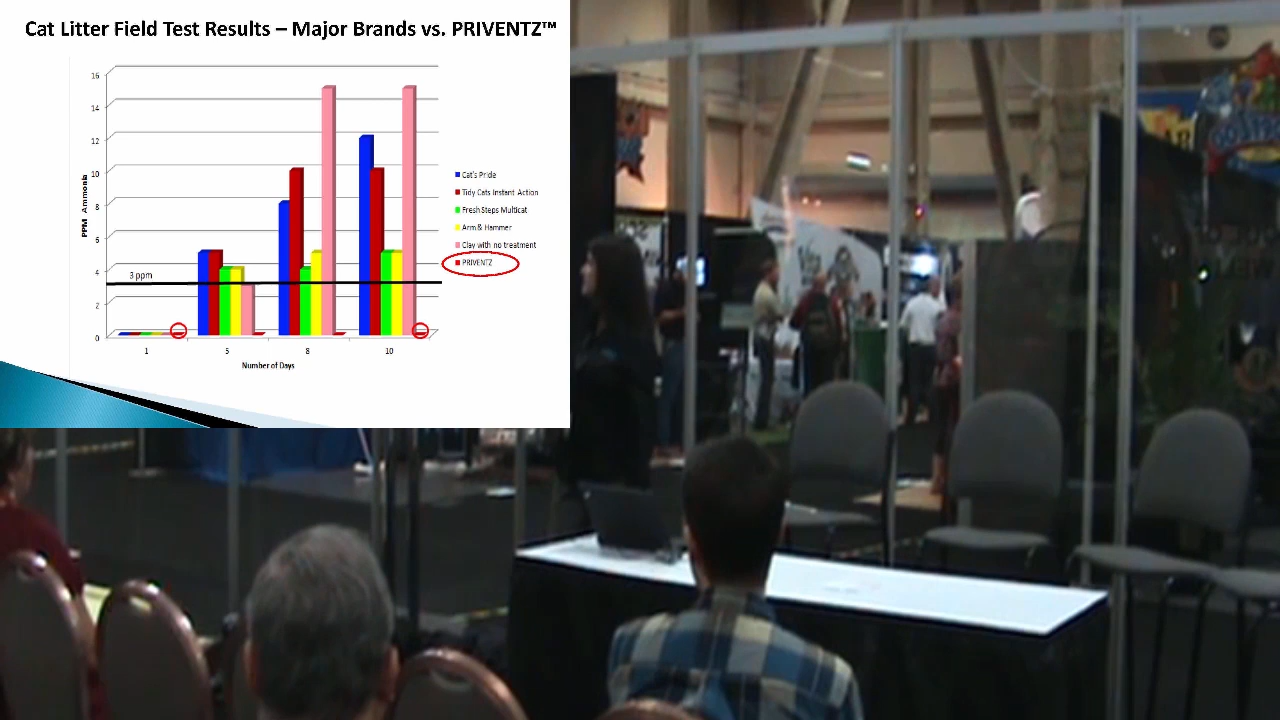 Cat Litter Field Test Results – Major Brands vs. PRIVENTZ™
16
14
12
10
8
6
4
2
0
PPM Ammonia
3 ppm
1
5
8
10
Number of Days
Cat's Pride
Tidy Cats Instant Action
Fresh Steps Multicat
Arm & Hammer
Clay with no treatment
PRIVENTZ